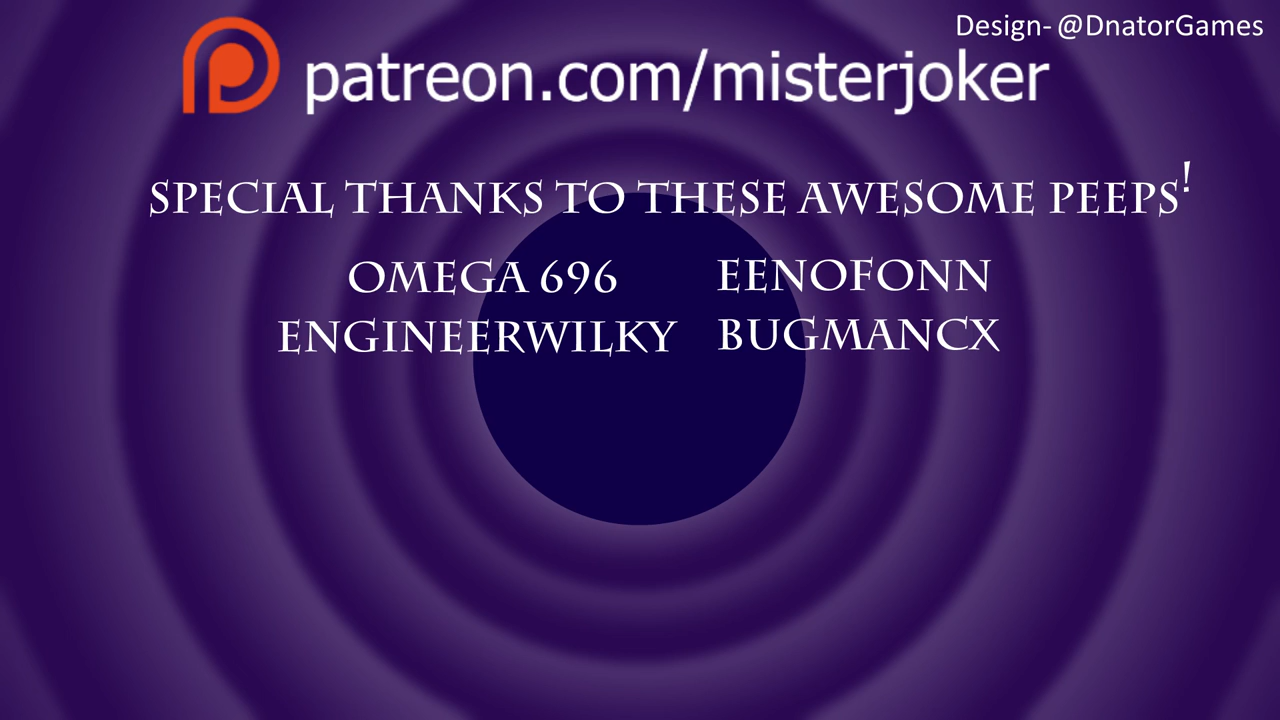 Design- @DnatorGames
patreon.com/misterjoker
SPECIAL THANKS TO THESE AWESOME PEEPS!
OMEGA 696 EENOFONN
ENGINEERWILKY BUGMANCX